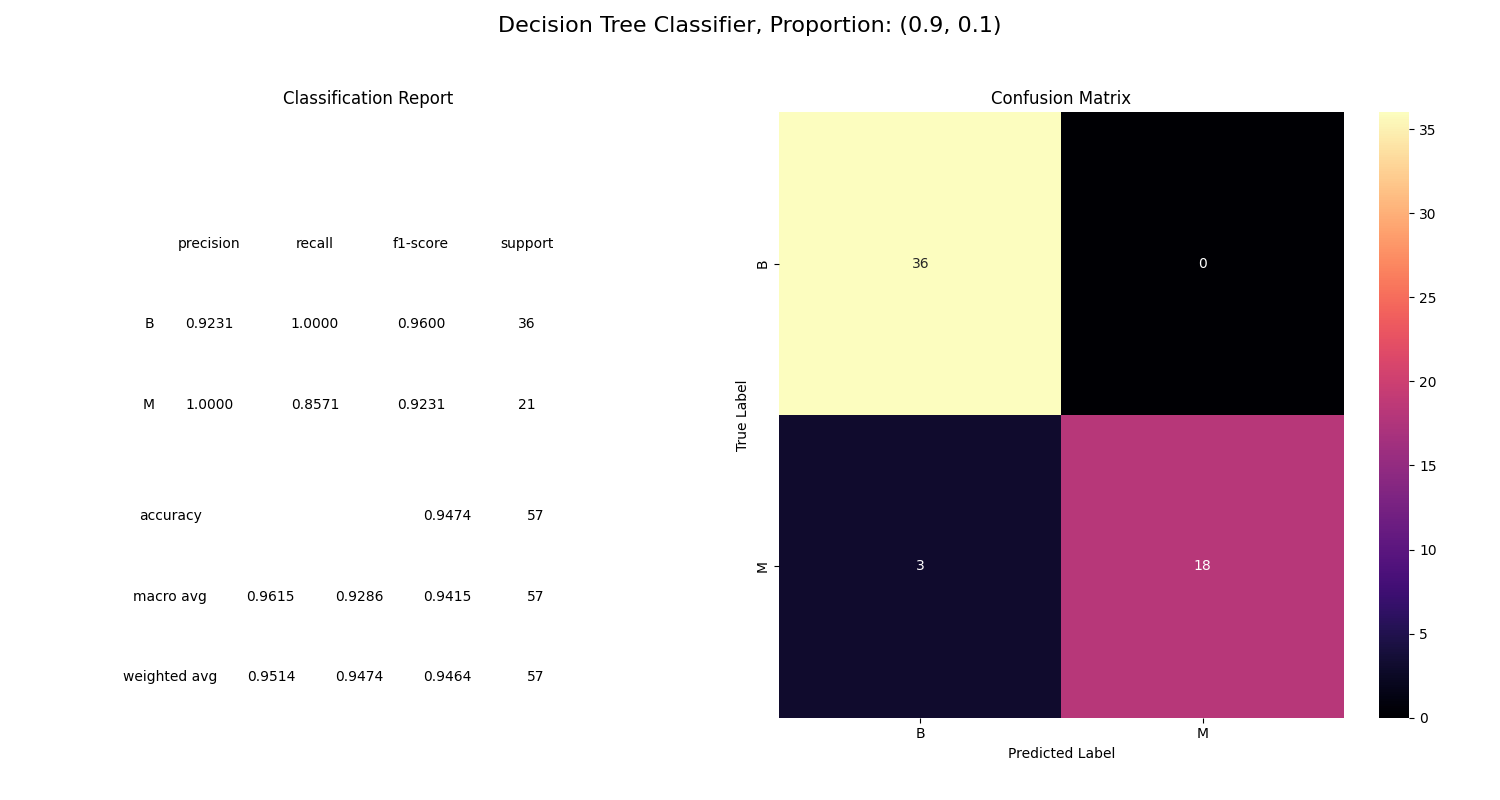 Decision Tree Classifier, Proportion: (0.9, 0.1)
Classification Report
precision recall f1-score support
B 0.9231 1.0000 0.9600 36
M 1.0000 0.8571 0.9231 21
accuracy 0.9474 57
macro avg 0.9615 0.9286 0.9415 57
weighted avg 0.9514 0.9474 0.9464 57
Confusion Matrix
True Label
B
M
36 0
3 18
B M
Predicted Label
35
30
25
20
15
10
5
0